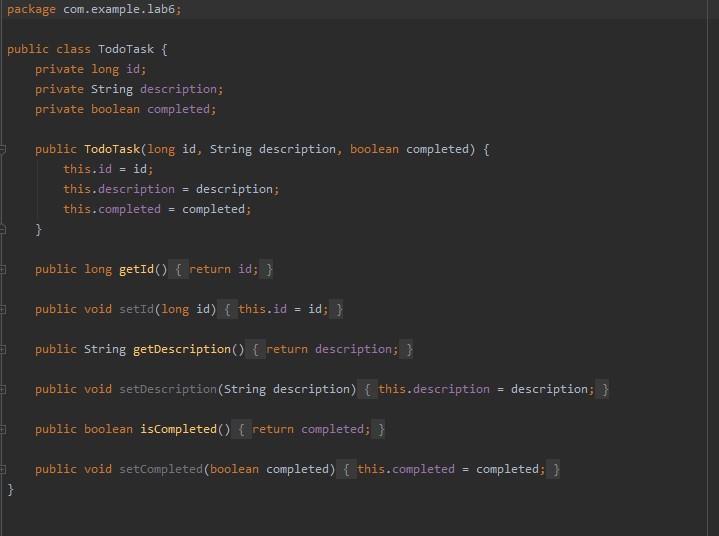 package com.example.lab6;
public class TodoTask {
private long id;
private String description;
private boolean completed;
public TodoTask(long id, String description, boolean completed) {
this.id = id;
this.description = description;
this.completed = completed;
}
public long getId() { return id; }
public void setId(long id) { this.id = id; }
public String getDescription() { return description; }
public void setDescription(String description) { this.description = description; }
public boolean isCompleted() { return completed; }
public void setCompleted(boolean completed) { this.completed = completed; }
}